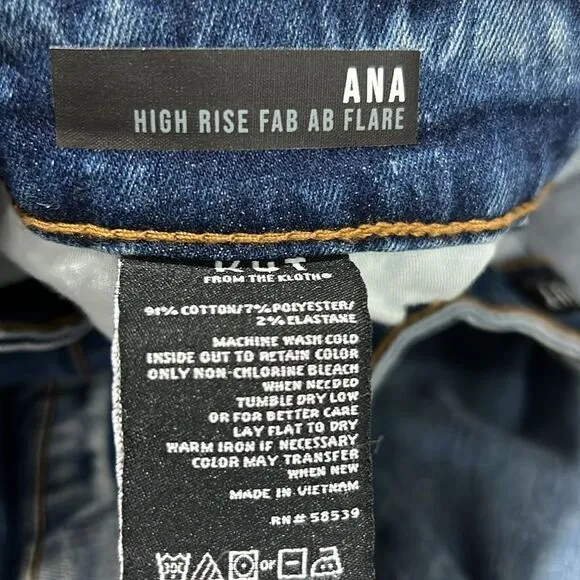 ANA
HIGH RISE FAB AB FLARE
Kut
FROM THE KLOTH®
91% COTTON/7% POLYESTER/
2% ELASTANE
MACHINE WASH COLD
INSIDE OUT TO RETAIN COLOR
ONLY NON-CHLORINE BLEACH
WHEN NEEDED
TUMBLE DRY LOW
OR FOR BETTER CARE
LAY FLAT TO DRY
WARM IRON IF NECESSARY
COLOR MAY TRANSFER
WHEN NEW
MADE IN VIETNAM
RN# 58539
or